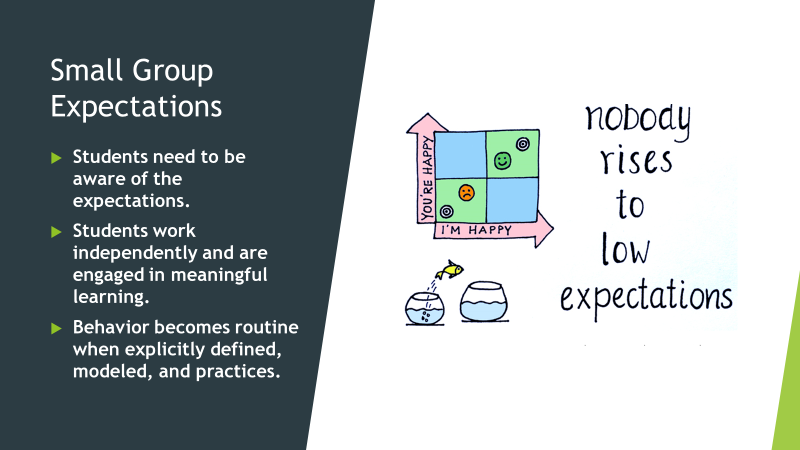 Small Group
Expectations
Students need to be
aware of the
expectations.
Students work
independently and are
engaged in meaningful
learning.
Behavior becomes routine
when explicitly defined,
modeled, and practices.
YOU'RE HAPPY
I'M HAPPY
nobody
rises
to
low
expectations